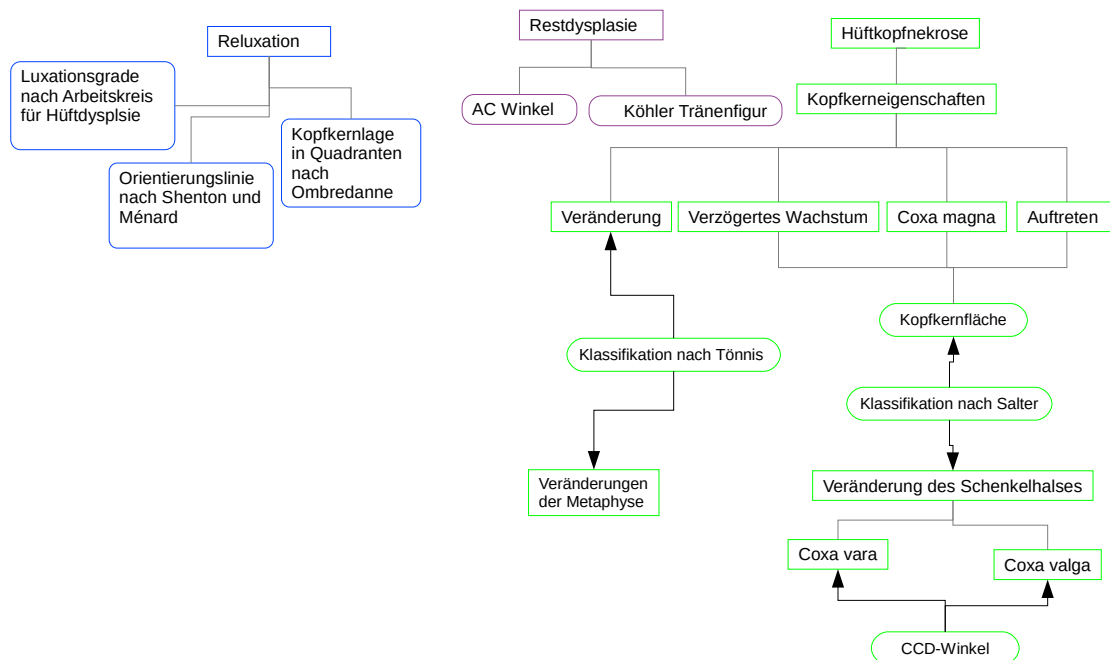 Reluxation
Luxationsgrade
nach Arbeitskreis
für Hüftdysplsie
Orientierungslinie
nach Shenton und
Ménard
Kopfkernlage
in Quadranten
nach
Ombredanne
Restdysplasie
AC Winkel
Köhler Tränenfigur
Hüftkopfnekrose
Kopfkerneigenschaften
Veränderung
Verzögertes Wachstum
Coxa magna
Auftreten
Kopfkernfläche
Klassifikation nach Tönnis
Klassifikation nach Salter
Veränderungen
der Metaphyse
Veränderung des Schenkelhalses
Coxa vara
Coxa valga
CCD-Winkel